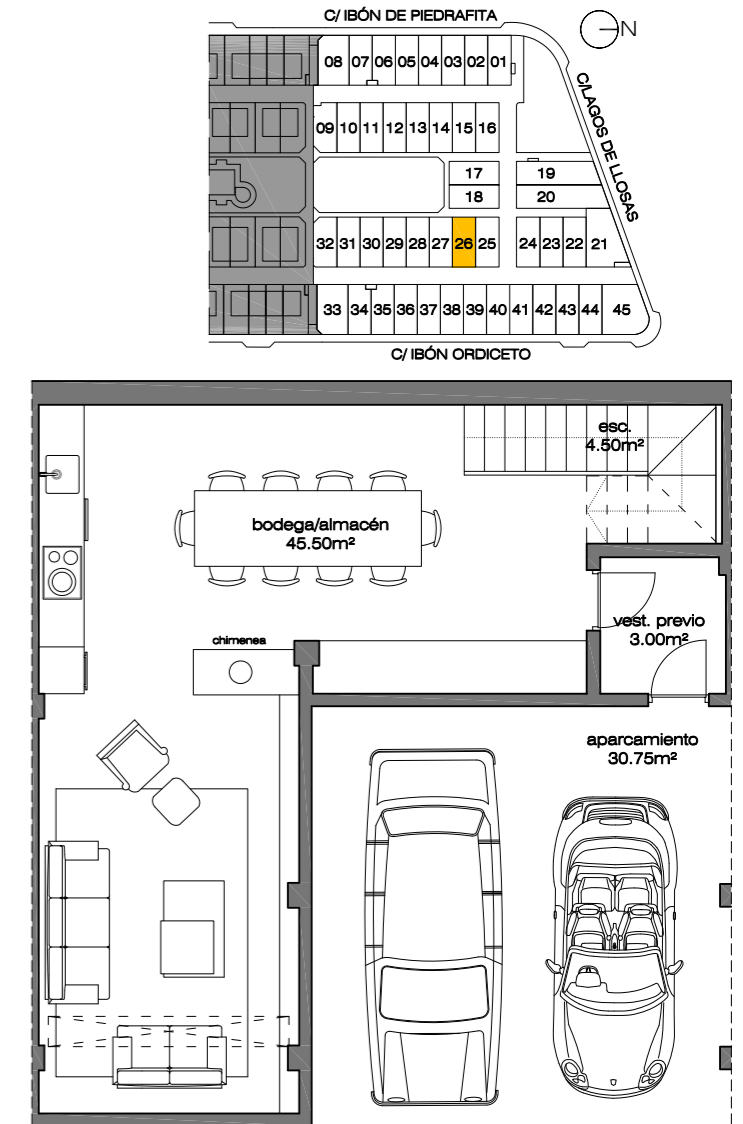 C/ IBÓN DE PIEDRAFITA
N
08 07 06 05 04 03 02 01
C/LAGOS DE LLOSAS
09 10 11 12 13 14 15 16
17 19
18 20
32 31 30 29 28 27 26 25 24 23 22 21
33 34 35 36 37 38 39 40 41 42 43 44 45
C/ IBÓN ORDICETO
esc.
4.50m²
bodega/almacén
45.50m²
vest. previo
3.00m²
chimenea
aparcamiento
30.75m²